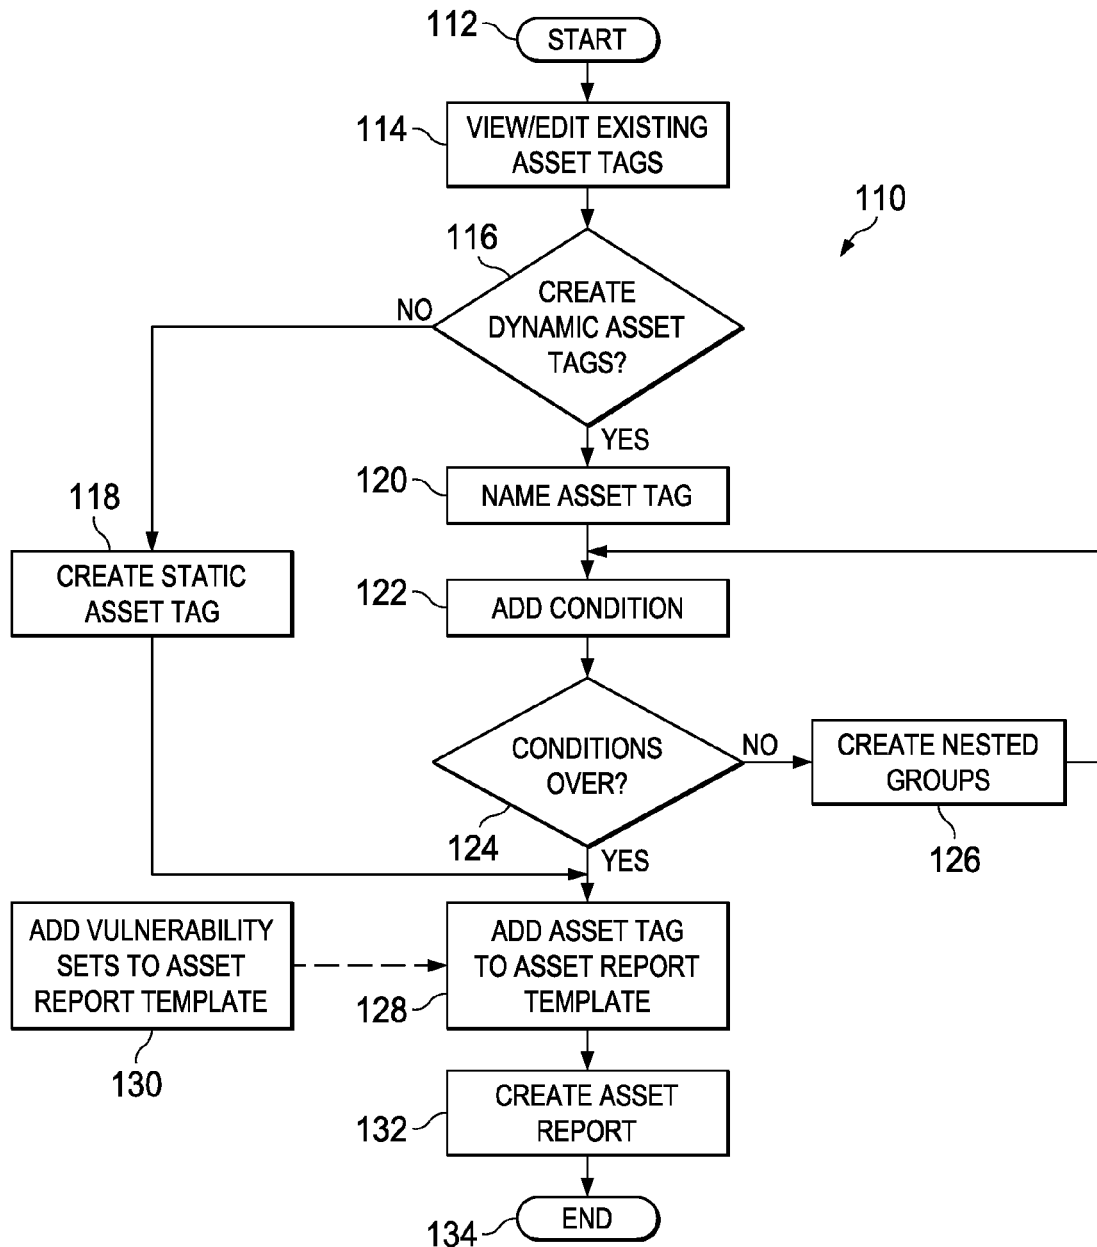 112
START
114
VIEW/EDIT EXISTING
ASSET TAGS
110
116
CREATE
DYNAMIC ASSET
TAGS?
NO
YES
120
NAME ASSET TAG
118
CREATE STATIC
ASSET TAG
122
ADD CONDITION
CONDITIONS
OVER?
NO
CREATE NESTED
GROUPS
124
126
YES
ADD VULNERABILITY
SETS TO ASSET
REPORT TEMPLATE
130
ADD ASSET TAG
TO ASSET REPORT
TEMPLATE
128
CREATE ASSET
REPORT
132
END
134